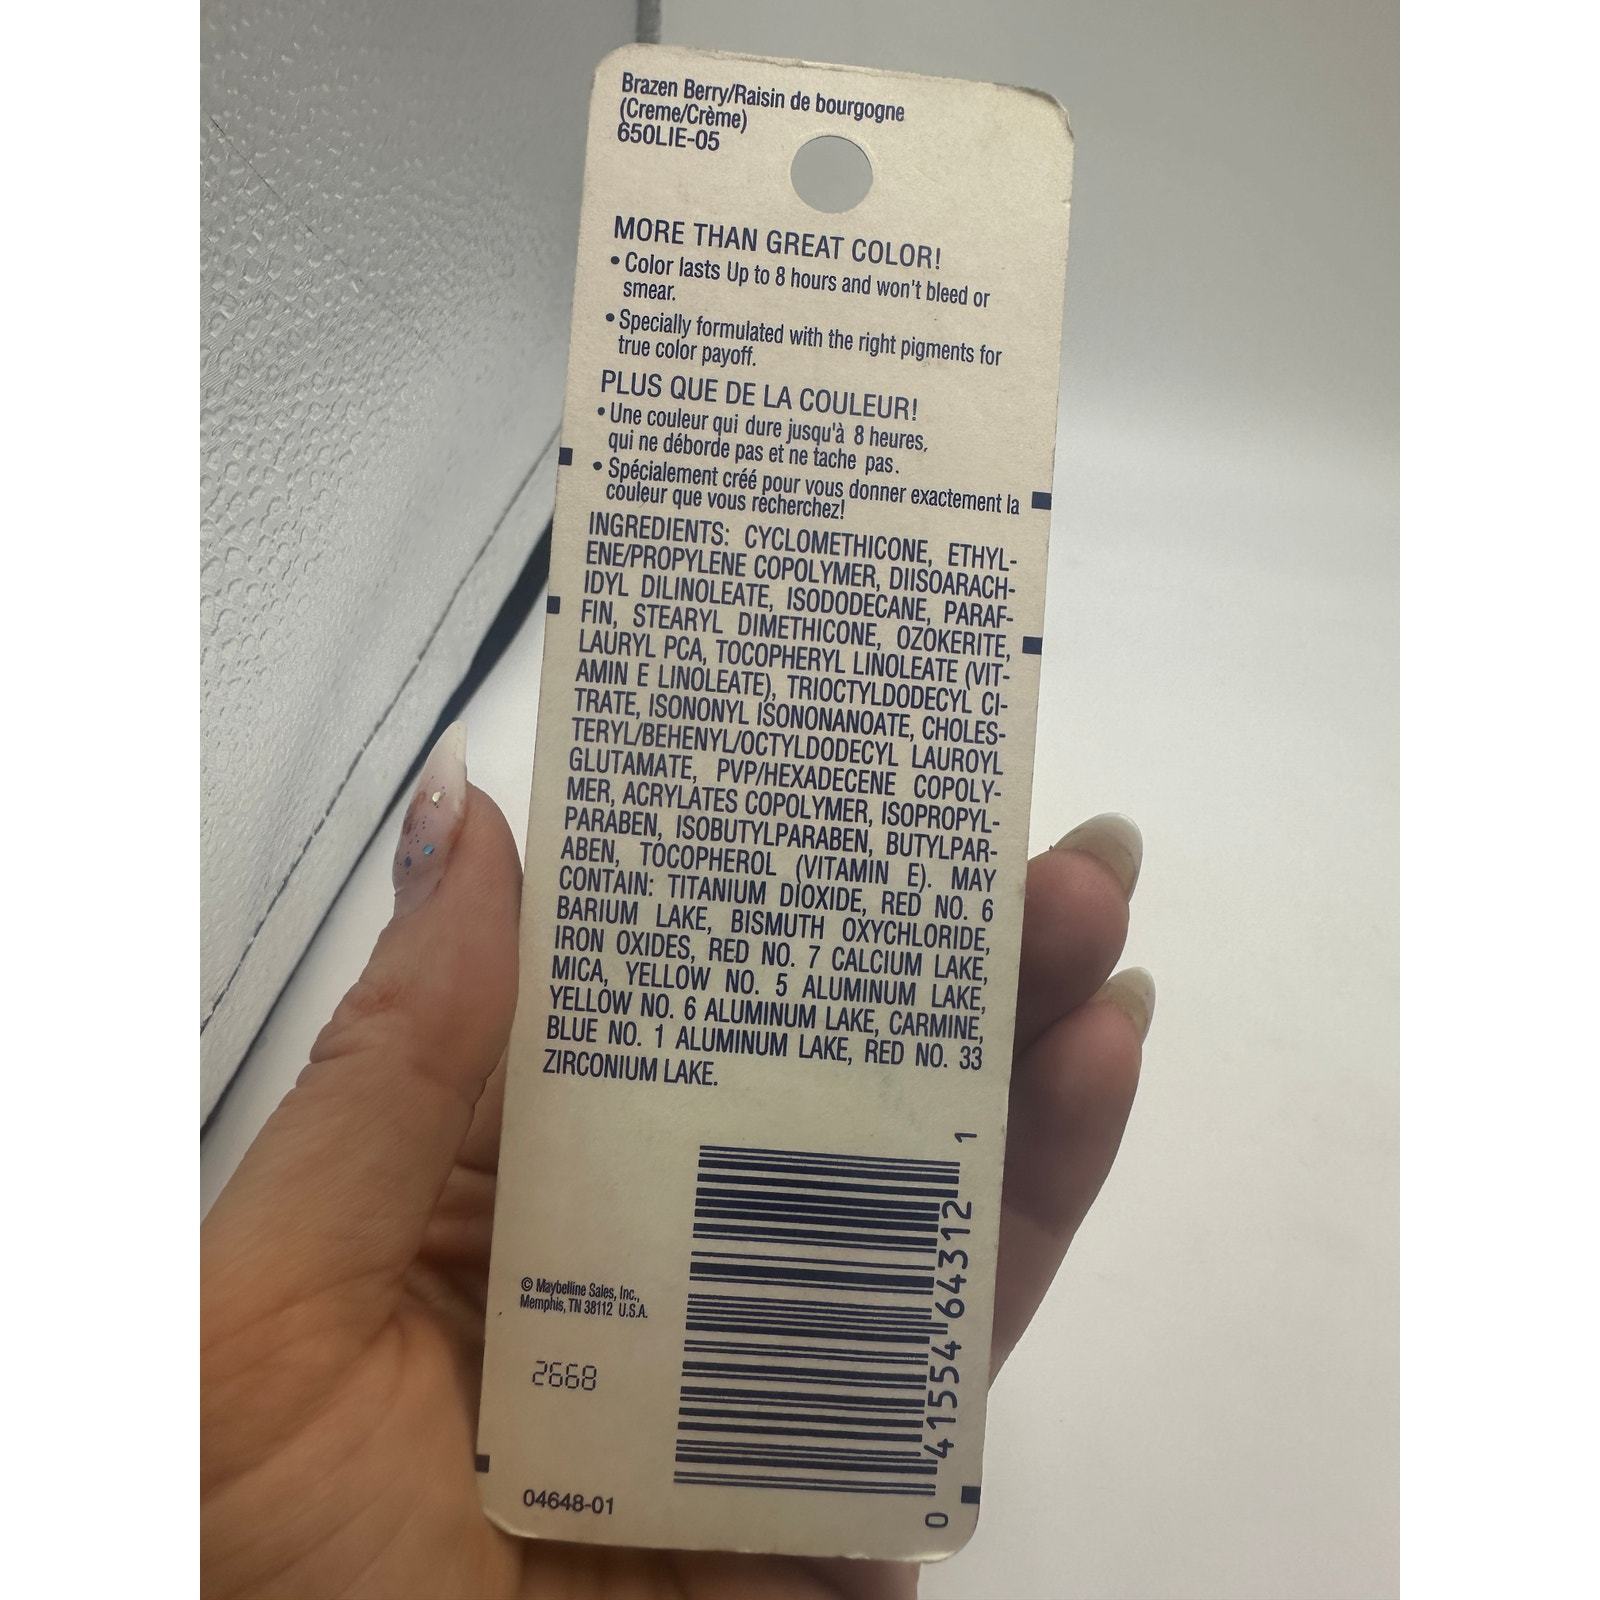 Brazen Berry/Raisin de bourgogne
(Creme/Crème)
650LIE-05
MORE THAN GREAT COLOR!
• Color lasts Up to 8 hours and won't bleed or
smear.
• Specially formulated with the right pigments for
true color payoff.
PLUS QUE DE LA COULEUR!
• Une couleur qui dure jusqu'à 8 heures,
qui ne déborde pas et ne tache pas.
• Spécialement créé pour vous donner exactement la
couleur que vous recherchez!
INGREDIENTS: CYCLOMETHICONE, ETHYL-
ENE/PROPYLENE COPOLYMER, DIISOARACH-
IDYL DILINOLEATE, ISODODECANE, PARAF-
FIN, STEARYL DIMETHICONE, OZOKERITE,
LAURYL PCA, TOCOPHERYL LINOLEATE (VIT-
AMIN E LINOLEATE), TRIOCTYLDODECYL CI-
TRATE, ISONONYL ISONONANOATE, CHOLES-
TERYL/BEHENYL/OCTYLDODECYL LAUROYL
GLUTAMATE, PVP/HEXADECENE COPOLY-
MER, ACRYLATES COPOLYMER, ISOPROPYL-
PARABEN, ISOBUTYLPARABEN, BUTYLPAR-
ABEN, TOCOPHEROL (VITAMIN E). MAY
CONTAIN: TITANIUM DIOXIDE, RED NO. 6
BARIUM LAKE, BISMUTH OXYCHLORIDE,
IRON OXIDES, RED NO. 7 CALCIUM LAKE,
MICA, YELLOW NO. 5 ALUMINUM LAKE,
YELLOW NO. 6 ALUMINUM LAKE, CARMINE,
BLUE NO. 1 ALUMINUM LAKE, RED NO. 33
ZIRCONIUM LAKE.
0 41554 64312 1
© Maybelline Sales, Inc.,
Memphis, TN 38112 U.S.A.
2668
04648-01